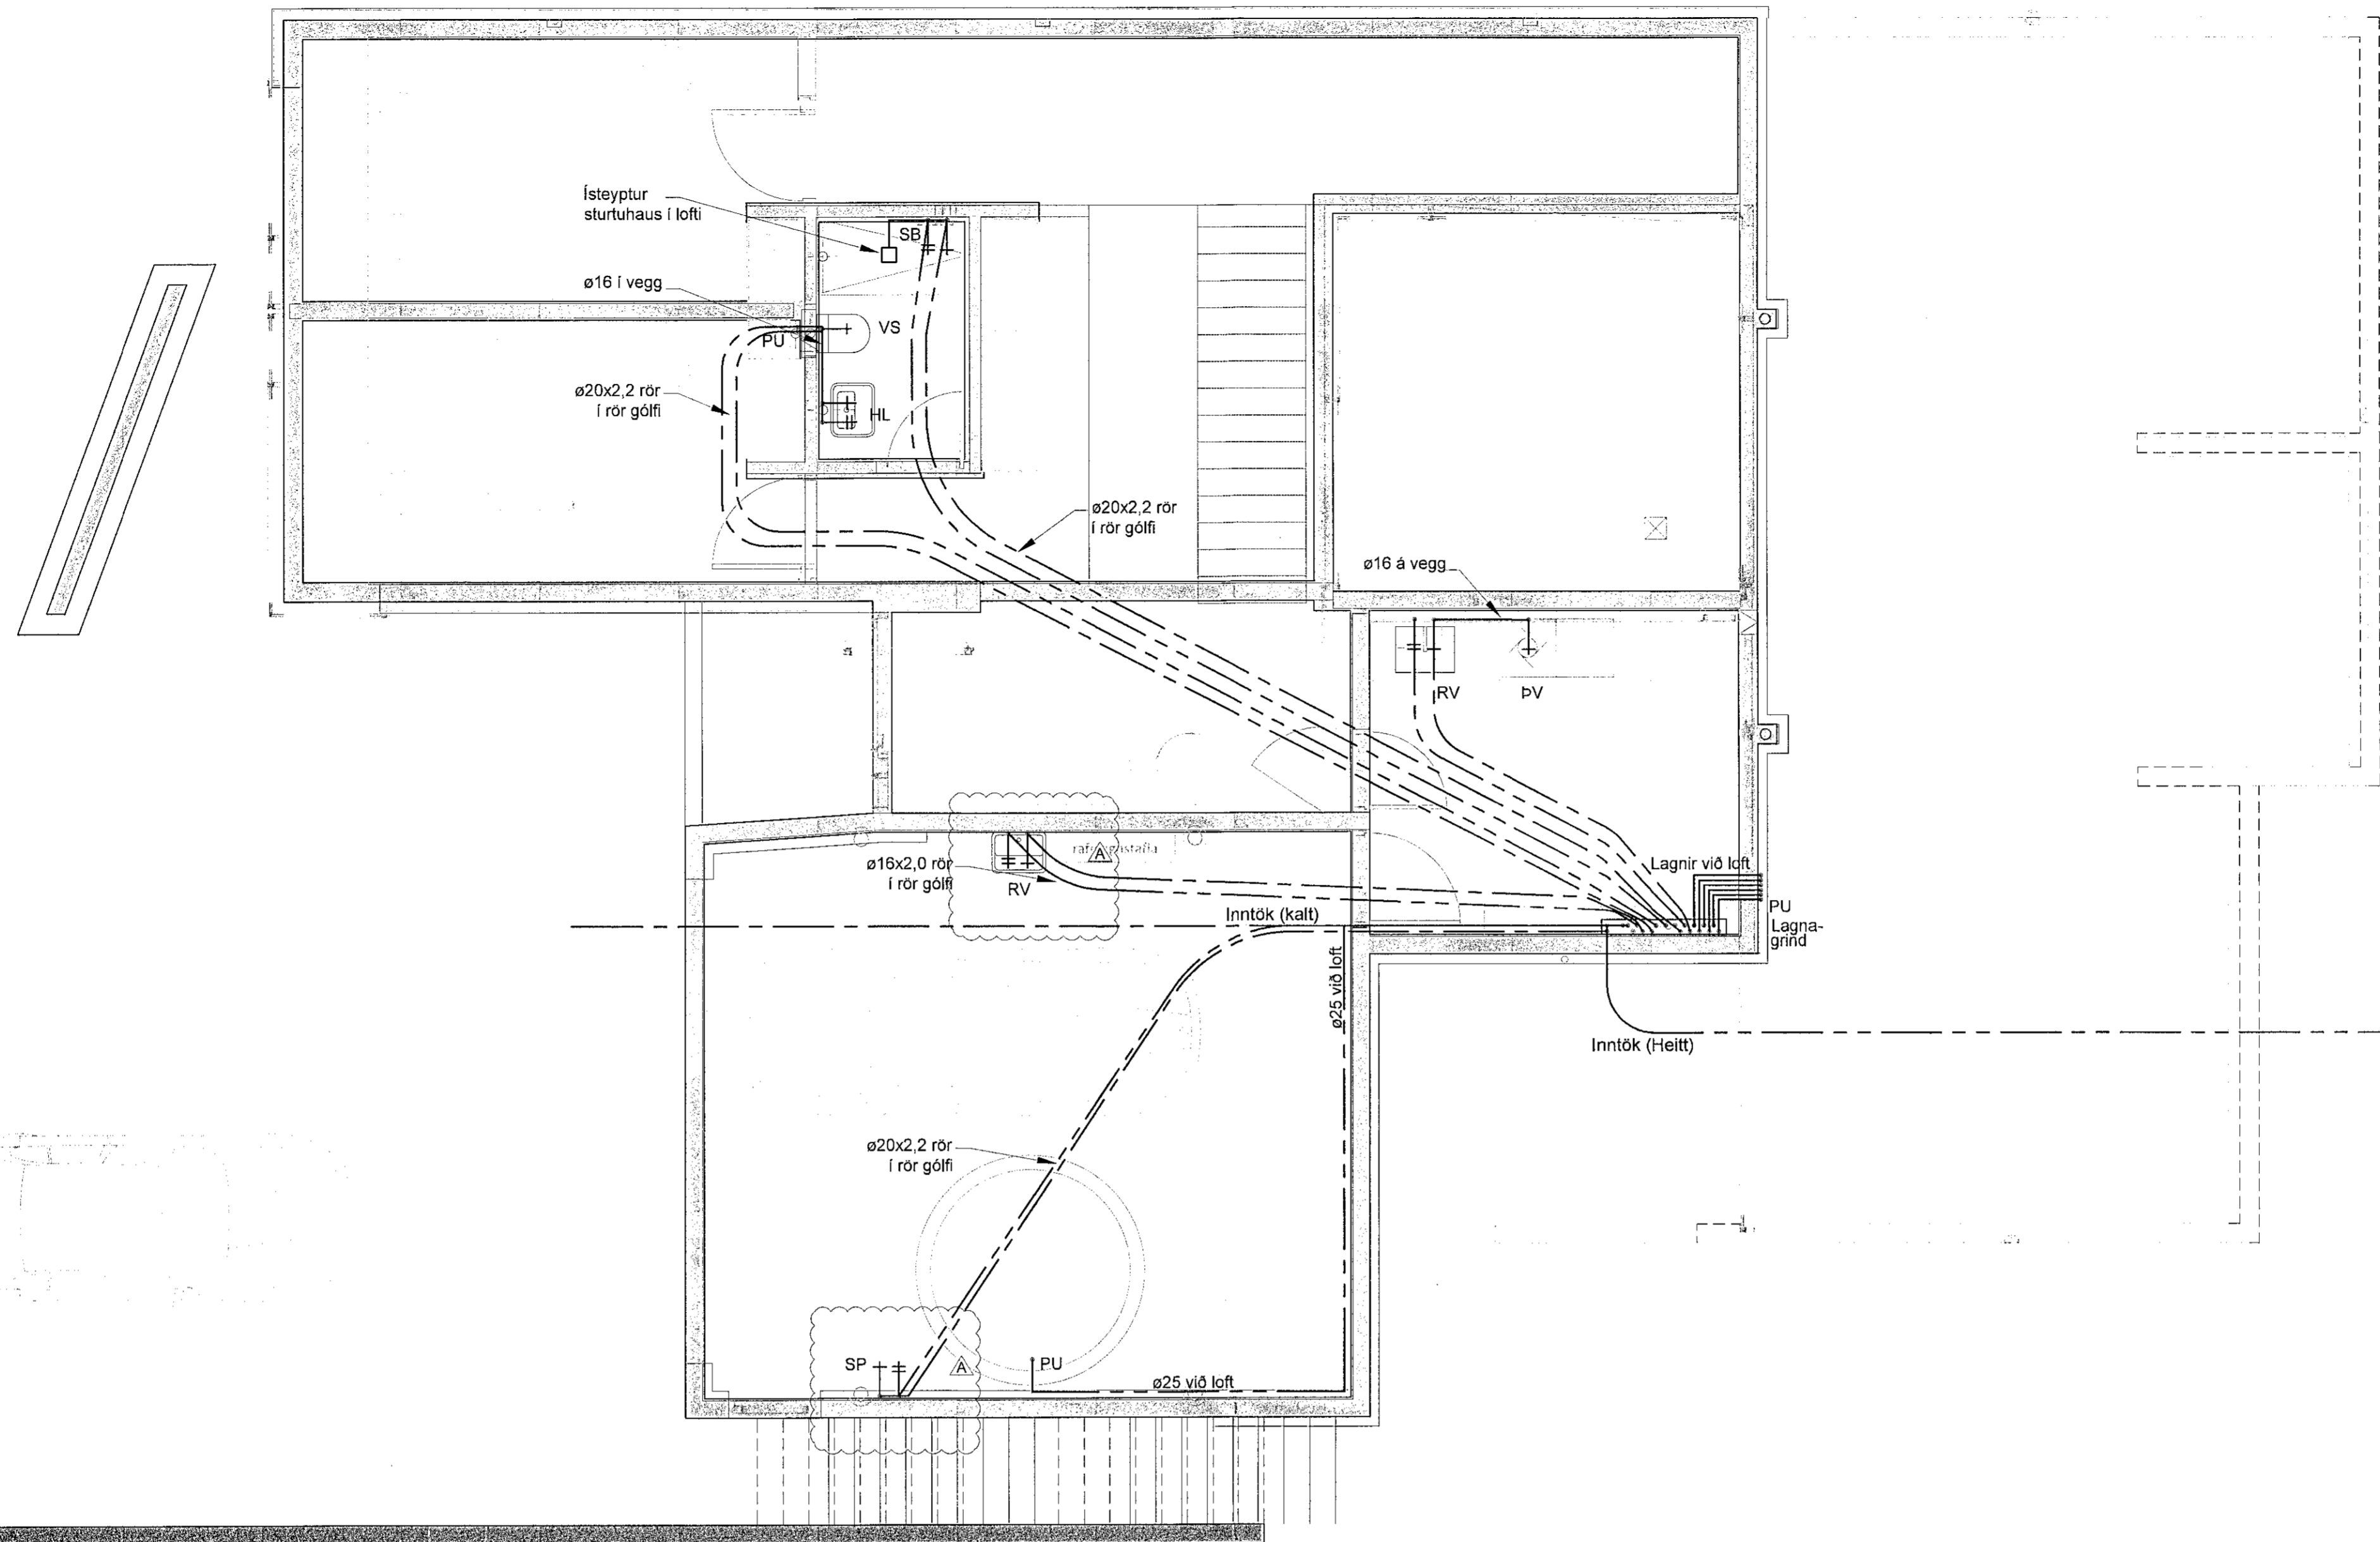 Ísteyptur
sturtuhaus í lofti
SB
ø16 í vegg
VS
PU
ø20x2,2 rör
í rör gólfi
HL
ø20x2,2 rör
í rör gólfi
ø16 á vegg
RV
ÞV
A
ø16x2,0 rör
í rör gólfi
RV
Lagnir við loft
PU
Lagna-
grind
Inntök (kalt)
ø25 við loft
Inntök (Heitt)
ø20x2,2 rör
í rör gólfi
SP
A
PU
ø25 við loft